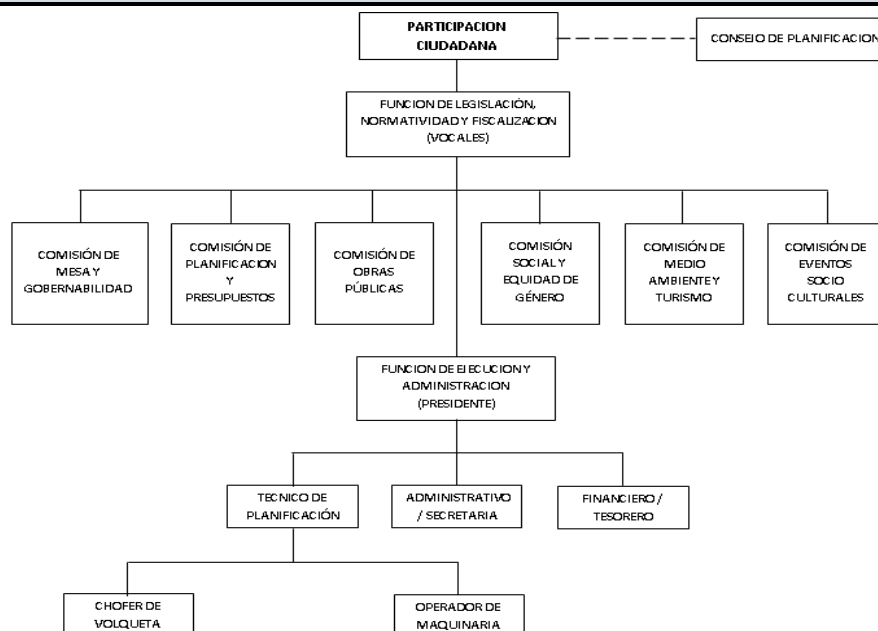 PARTICIPACION
CIUDADANA
CONSEJO DE PLANIFICACION
FUNCION DE LEGISLACIÓN,
NORMATIVIDAD Y FISCALIZACION
(VOCALES)
COMISIÓN DE
MESA Y
GOBERNABILIDAD
COMISIÓN DE
PLANIFICACION
Y
PRESUPUESTOS
COMISIÓN DE
OBRAS
PÚBLICAS
COMISIÓN
SOCIAL Y
EQUIDAD DE
GÉNERO
COMISIÓN DE
MEDIO
AMBIENTE Y
TURISMO
COMISIÓN DE
EVENTOS
SOCIO
CULTURALES
FUNCION DE EJECUCION Y
ADMINISTRACION
(PRESIDENTE)
TECNICO DE
PLANIFICACIÓN
ADMINISTRATIVO
/ SECRETARIA
FINANCIERO /
TESORERO
CHOFER DE
VOLQUETA
OPERADOR DE
MAQUINARIA